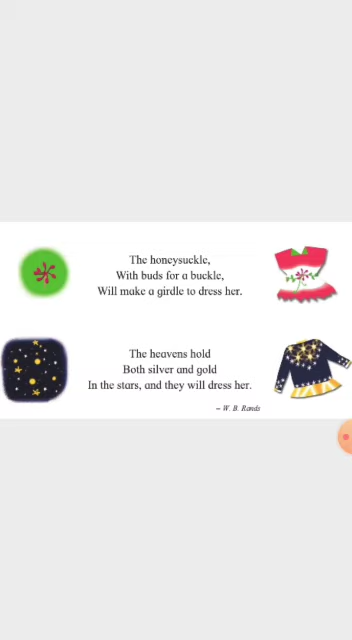 The honeysuckle,
With buds for a buckle,
Will make a girdle to dress her.
The heavens hold
Both silver and gold
In the stars, and they will dress her.
– W. B. Rands